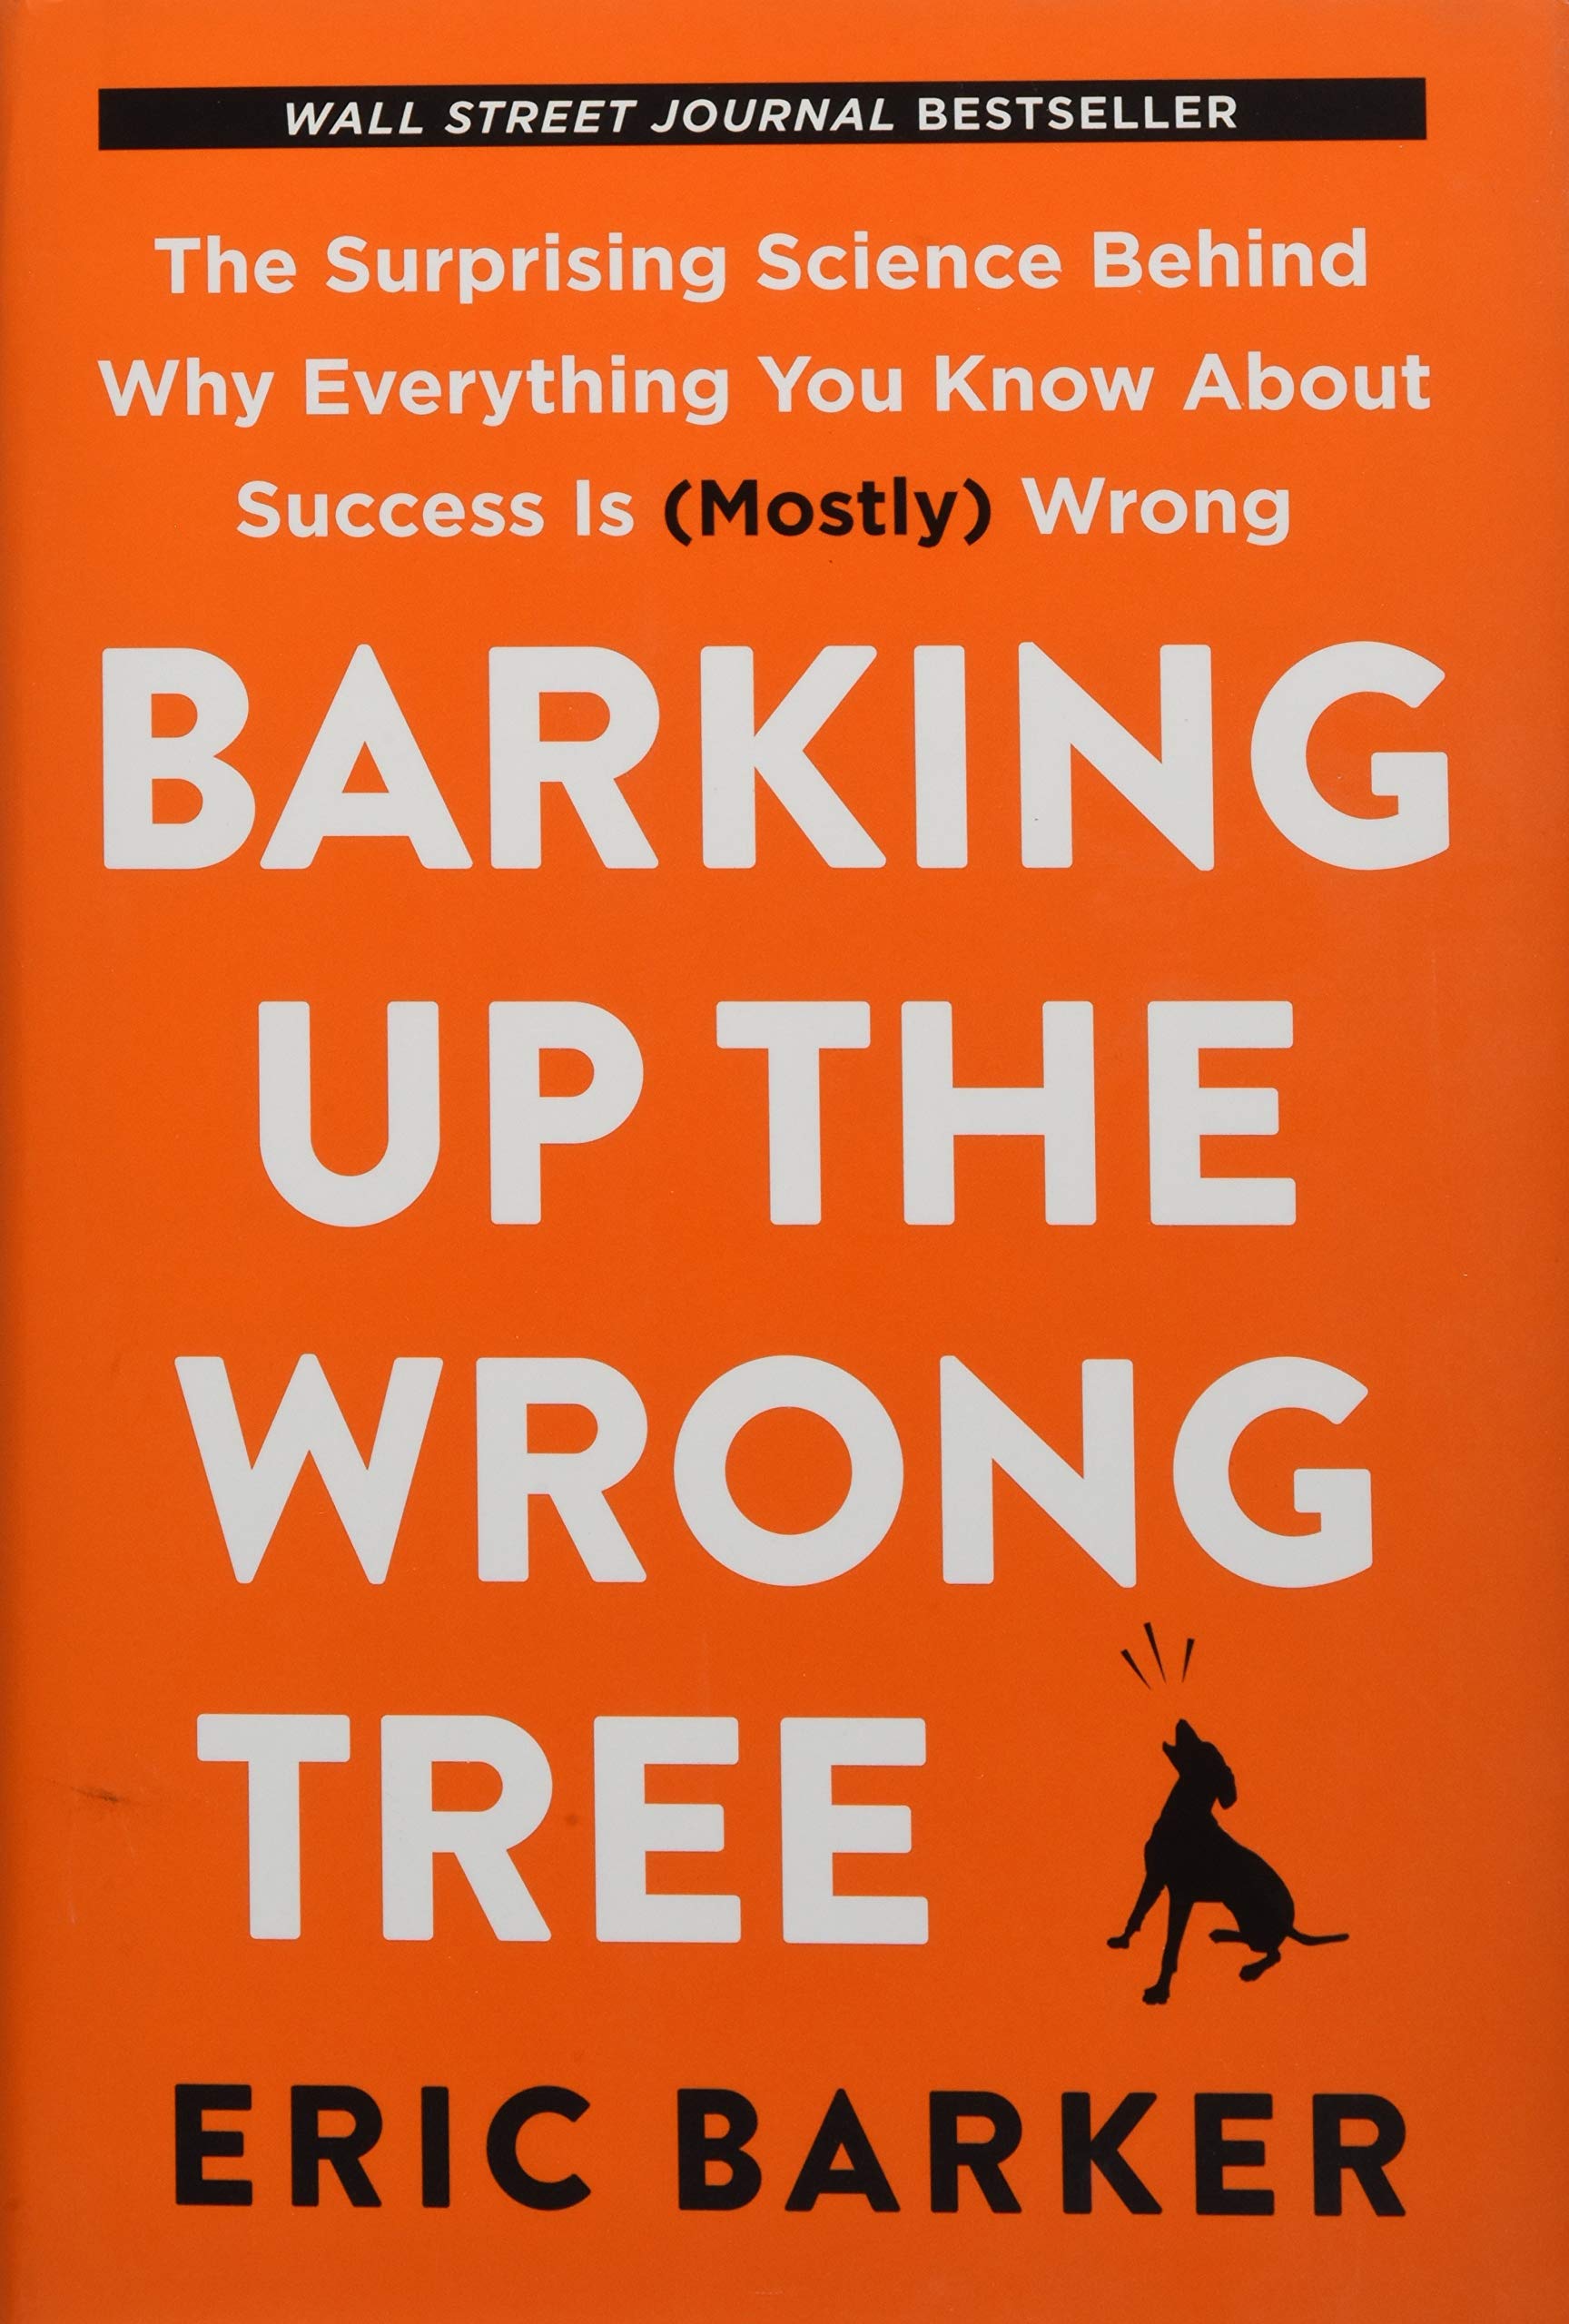 WALL STREET JOURNAL BESTSELLER
The Surprising Science Behind
Why Everything You Know About
Success Is (Mostly) Wrong
BARKING
UP THE
WRONG
TREE
ERIC BARKER